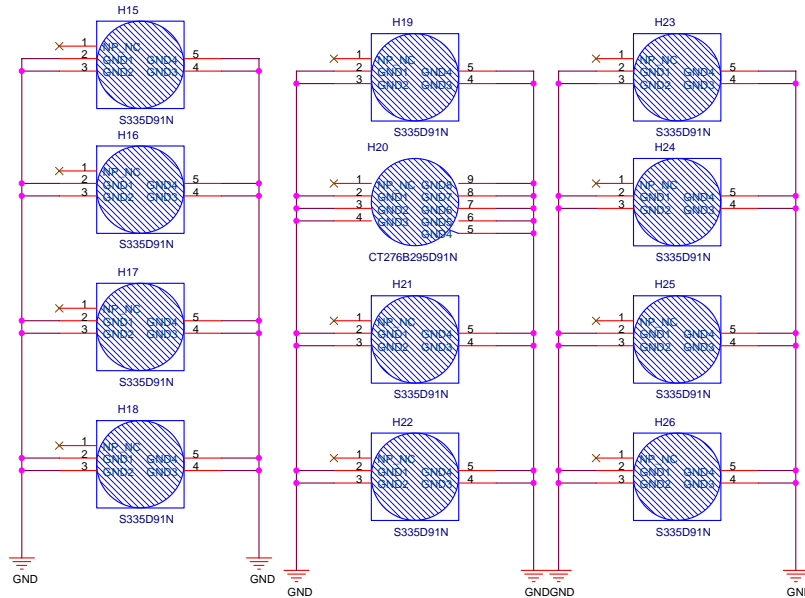 H15
1 NP_NC
2 GND1 GND4 5
3 GND2 GND3 4
S335D91N
H16
1 NP_NC
2 GND1 GND4 5
3 GND2 GND3 4
S335D91N
H17
1 NP_NC
2 GND1 GND4 5
3 GND2 GND3 4
S335D91N
H18
1 NP_NC
2 GND1 GND4 5
3 GND2 GND3 4
S335D91N
GND GND
H19
1 NP_NC
2 GND1 GND4 5
3 GND2 GND3 4
S335D91N
H20
1 NP_NC GND8 9
2 GND1 GND7 8
3 GND2 GND6 7
4 GND3 GND5 6
GND4 5
CT276B295D91N
H21
1 NP_NC
2 GND1 GND4 5
3 GND2 GND3 4
S335D91N
H22
1 NP_NC
2 GND1 GND4 5
3 GND2 GND3 4
S335D91N
GND GND
H23
1 NP_NC
2 GND1 GND4 5
3 GND2 GND3 4
S335D91N
H24
1 NP_NC
2 GND1 GND4 5
3 GND2 GND3 4
S335D91N
H25
1 NP_NC
2 GND1 GND4 5
3 GND2 GND3 4
S335D91N
H26
1 NP_NC
2 GND1 GND4 5
3 GND2 GND3 4
S335D91N
GND GND